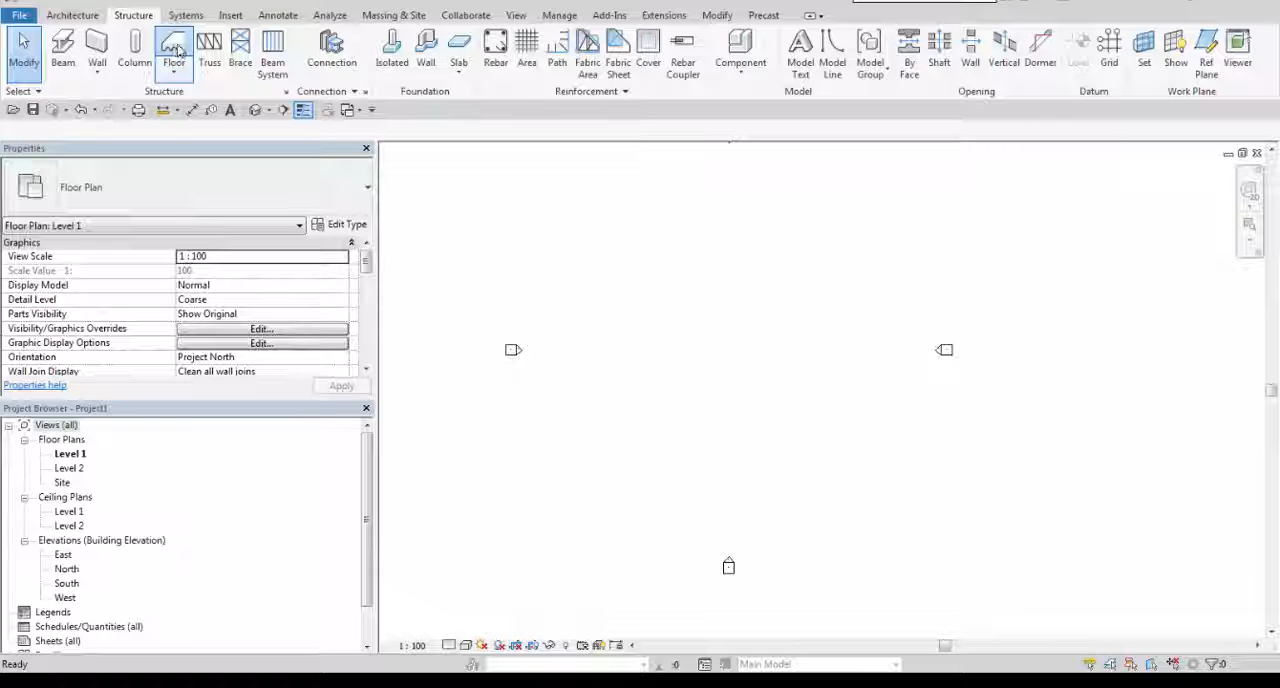 File Architecture Structure Systems Insert Annotate Analyze Massing & Site Collaborate View Manage Add-Ins Extensions Modify Precast
Modify Beam Wall Column Floor Truss Brace Beam System Connection Isolated Wall Slab Rebar Area Path Fabric Area Fabric Sheet Cover Rebar Coupler Component Model Text Model Line Model Group By Face Shaft Wall Vertical Dormer Level Grid Set Show Ref Plane Viewer
Select Structure Connection Foundation Reinforcement Model Opening Datum Work Plane
Properties
Floor Plan
Floor Plan: Level 1 Edit Type
Graphics
View Scale 1 : 100
Scale Value 1: 100
Display Model Normal
Detail Level Coarse
Parts Visibility Show Original
Visibility/Graphics Overrides Edit...
Graphic Display Options Edit...
Orientation Project North
Wall Join Display Clean all wall joins
Properties help Apply
Project Browser - Project1
Views (all)
Floor Plans
Level 1
Level 2
Site
Ceiling Plans
Level 1
Level 2
Elevations (Building Elevation)
East
North
South
West
Legends
Schedules/Quantities (all)
Sheets (all)
1 : 100
Ready :0 Main Model :0
2D